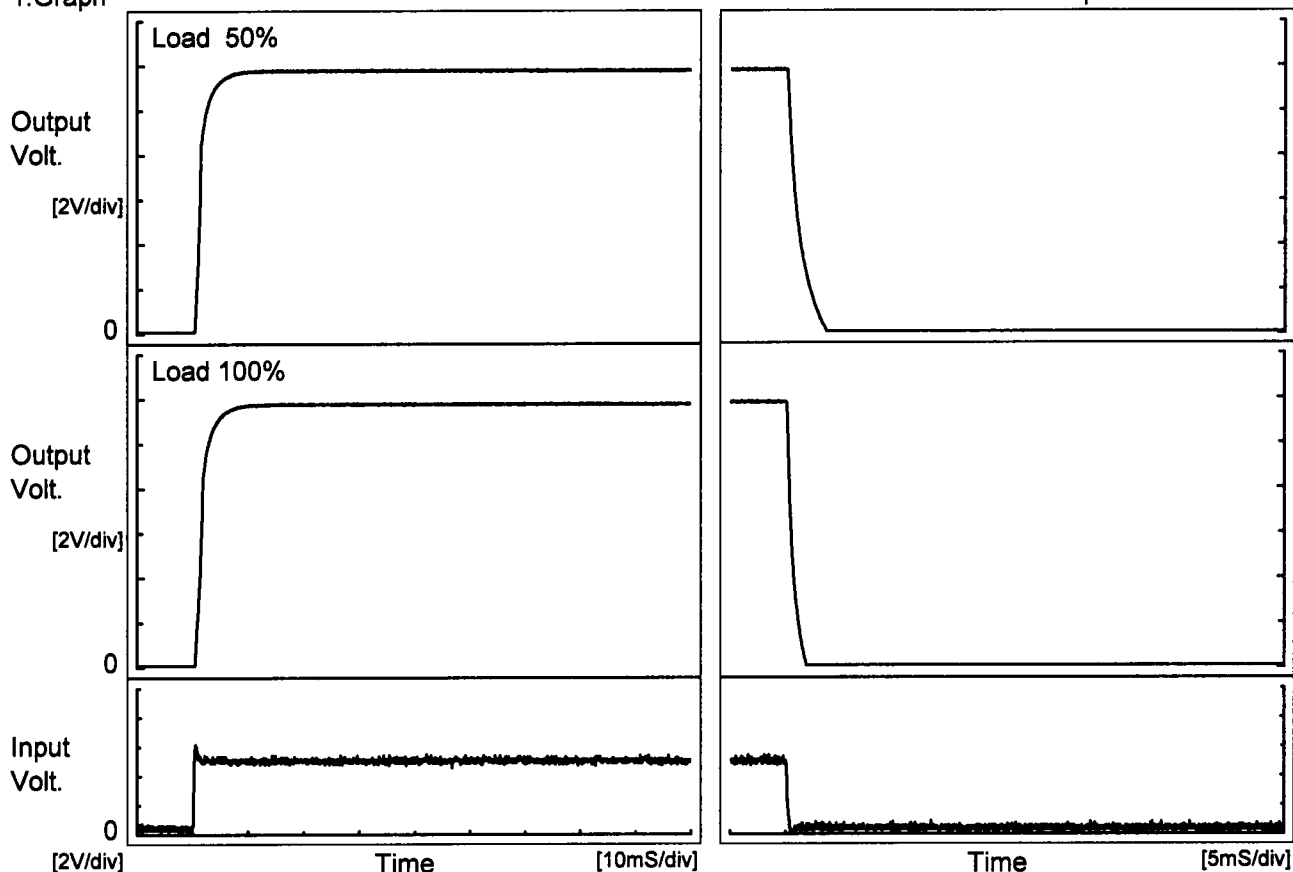 1.Graph
Load 50%
Output
Volt.
[2V/div]
0
Load 100%
Output
Volt.
[2V/div]
0
Input
Volt.
0
[2V/div]
Time
[10mS/div]
Time
[5mS/div]